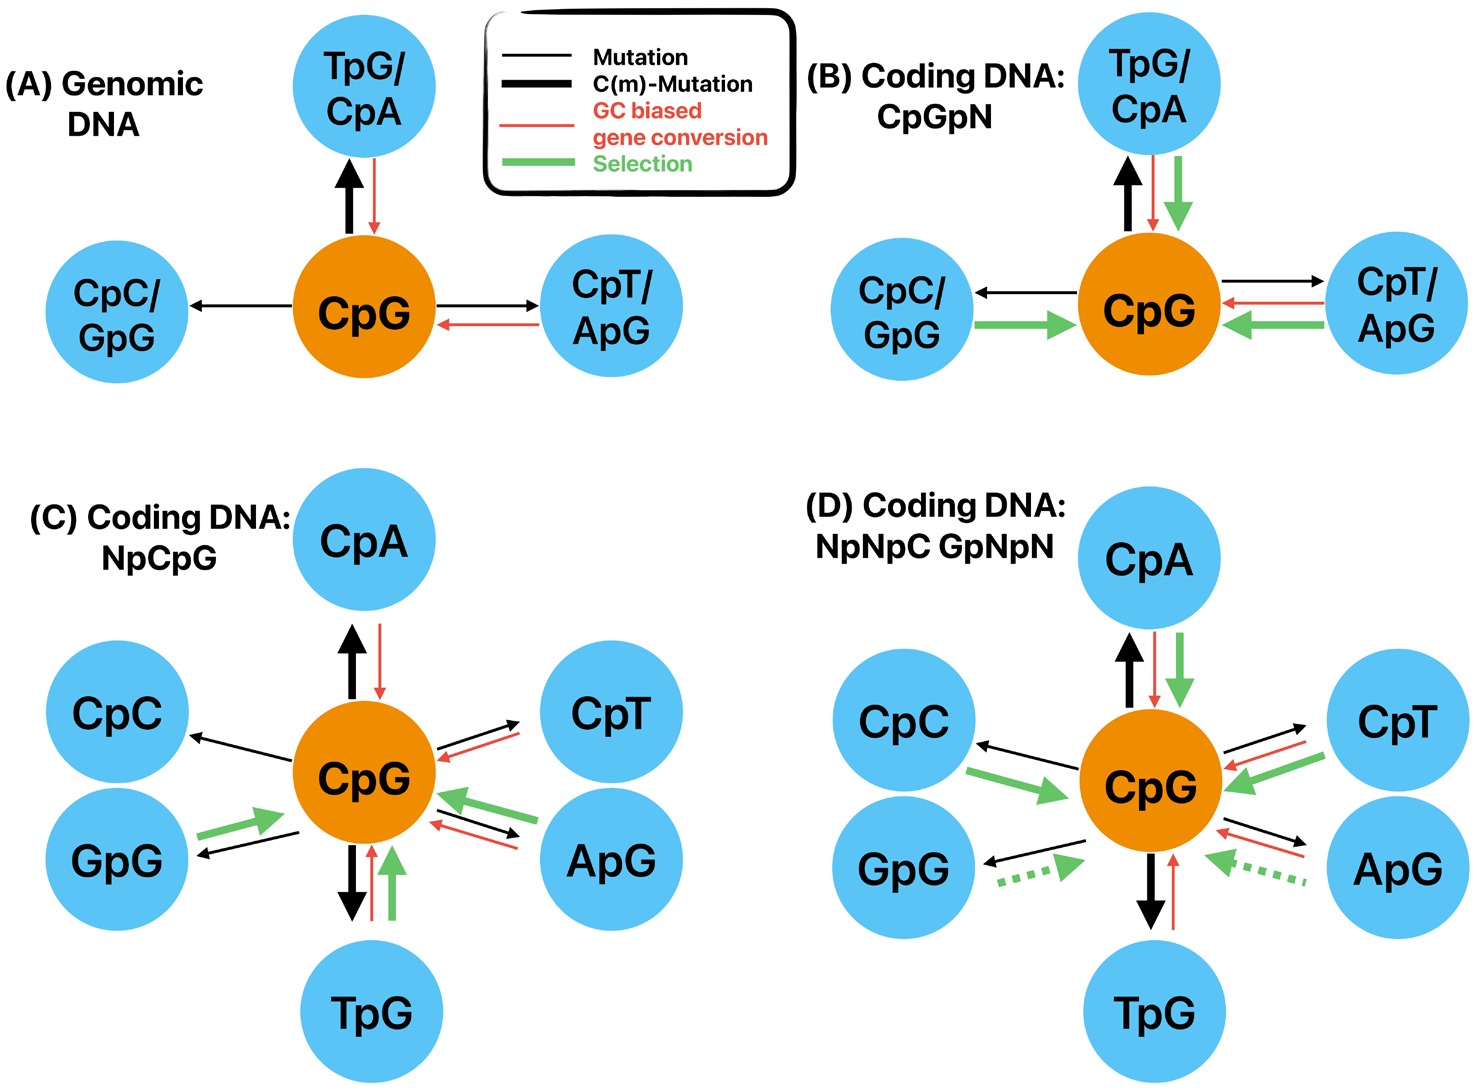 (A) Genomic
DNA
TpG/
CpA
CpC/
GpG
CpG
CpT/
ApG
Mutation
C(m)-Mutation
GC biased
gene conversion
Selection
(B) Coding DNA:
CpGpN
TpG/
CpA
CpC/
GpG
CpG
CpT/
ApG
(C) Coding DNA:
NpCpG
CpA
CpC
CpT
CpG
GpG
ApG
TpG
(D) Coding DNA:
NpNpC GpNpN
CpA
CpC
CpT
CpG
GpG
ApG
TpG